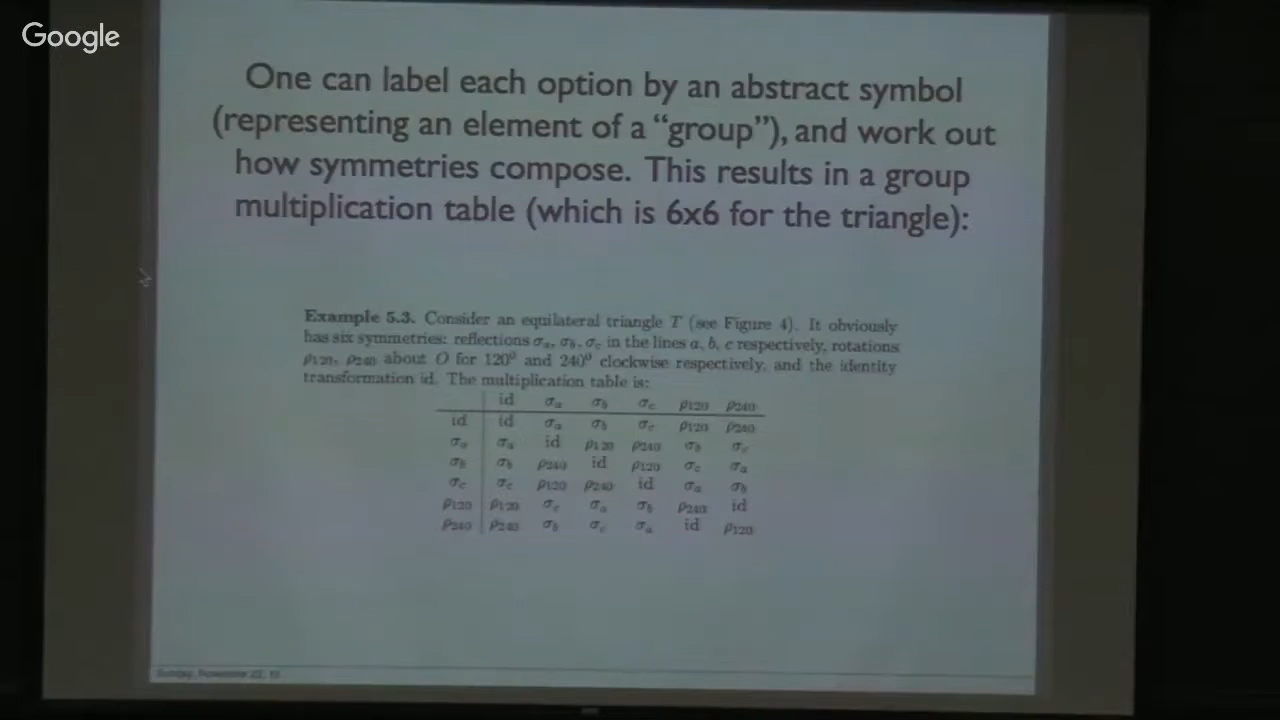 Google
One can label each option by an abstract symbol
(representing an element of a “group”), and work out
how symmetries compose. This results in a group
multiplication table (which is 6x6 for the triangle):
Example 5.3. Consider an equilateral triangle T (see Figure 4). It obviously
has six symmetries: reflections σa, σb, σc in the lines a, b, c respectively, rotations
ρ120, ρ240 about O for 120⁰ and 240⁰ clockwise respectively, and the identity
transformation id. The multiplication table is:
id σa σb σc ρ120 ρ240
id id σa σb σc ρ120 ρ240
σa σa id ρ120 ρ240 σb σc
σb σb ρ240 id ρ120 σc σa
σc σc ρ120 ρ240 id σa σb
ρ120 ρ120 σc σa σb ρ240 id
ρ240 ρ240 σb σc σa id ρ120
Sunday, November 22,